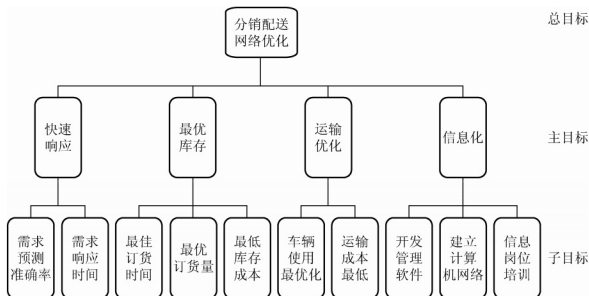 分销配送
网络优化
总目标
快速
响应
最优
库存
运输
优化
信息化
主目标
需求
预测
准确率
需求
响应
时间
最佳
订货
时间
最优
订货量
最低
库存
成本
车辆
使用
最优化
运输
成本
最低
开发
管理
软件
建立
计算
机网络
信息
岗位
培训
子目标